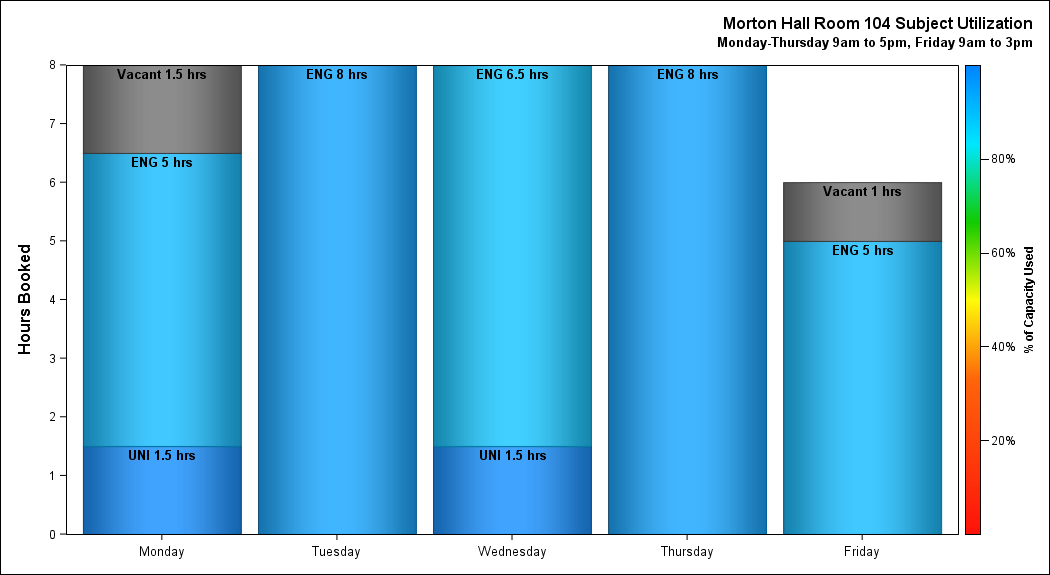 Morton Hall Room 104 Subject Utilization
Monday-Thursday 9am to 5pm, Friday 9am to 3pm
Hours Booked
8
7
6
5
4
3
2
1
0
Vacant 1.5 hrs
ENG 5 hrs
UNI 1.5 hrs
ENG 8 hrs
ENG 6.5 hrs
UNI 1.5 hrs
ENG 8 hrs
Vacant 1 hrs
ENG 5 hrs
Monday
Tuesday
Wednesday
Thursday
Friday
80%
60%
40%
20%
% of Capacity Used